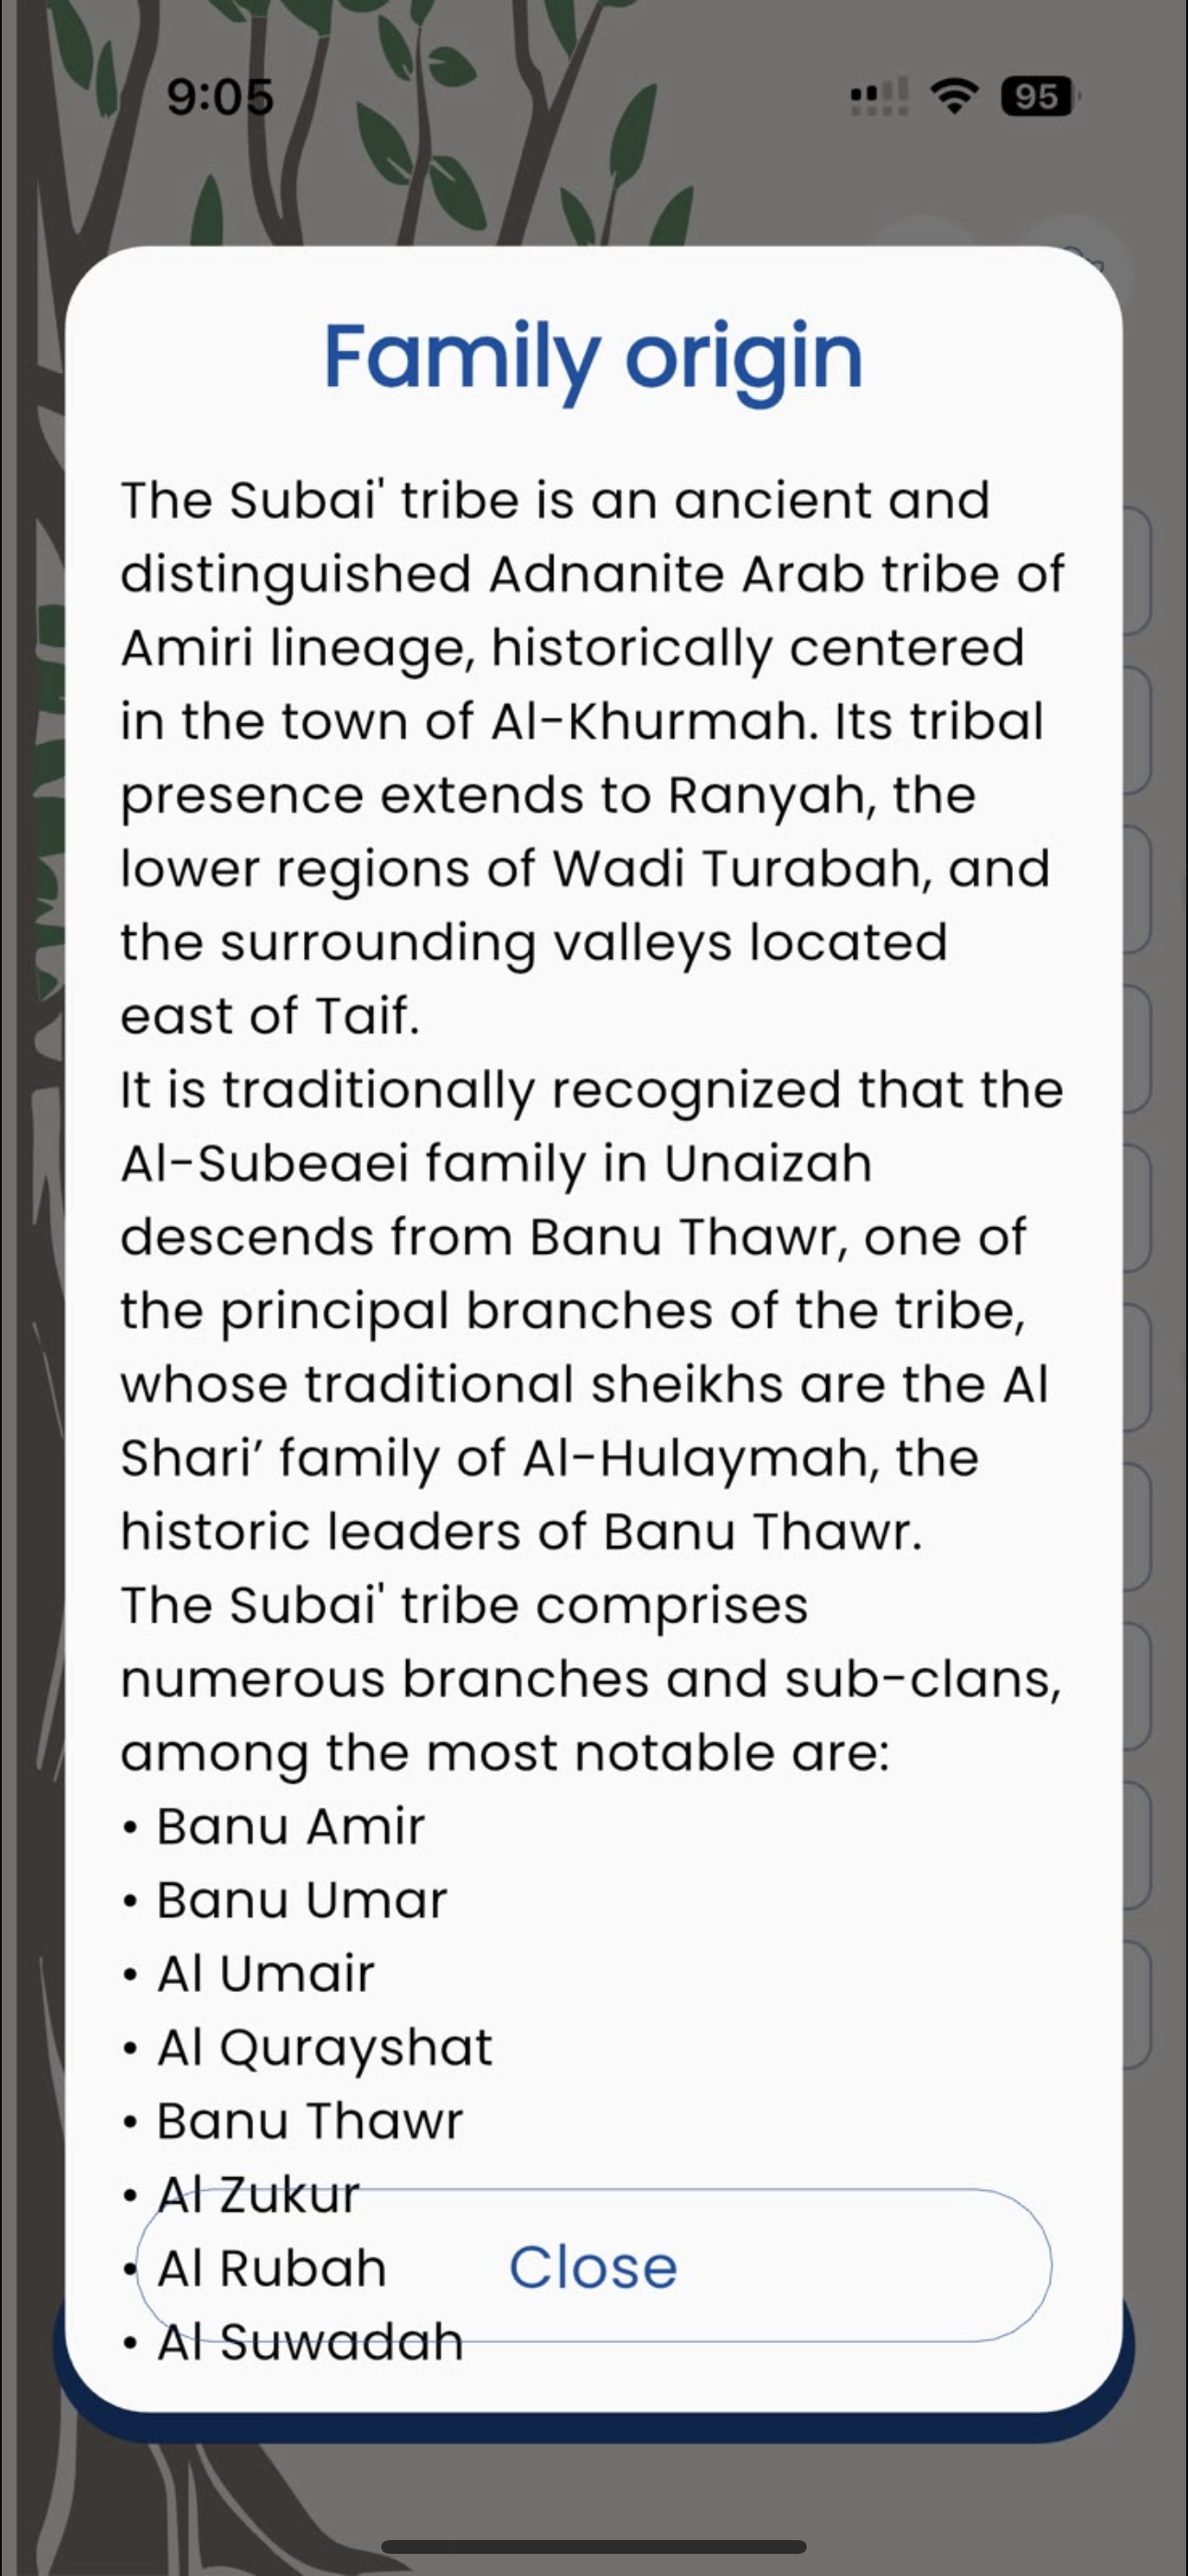 9:05
95
Family origin
The Subai' tribe is an ancient and
distinguished Adnanite Arab tribe of
Amiri lineage, historically centered
in the town of Al-Khurmah. Its tribal
presence extends to Ranyah, the
lower regions of Wadi Turabah, and
the surrounding valleys located
east of Taif.
It is traditionally recognized that the
Al-Subeaei family in Unaizah
descends from Banu Thawr, one of
the principal branches of the tribe,
whose traditional sheikhs are the Al
Shari’ family of Al-Hulaymah, the
historic leaders of Banu Thawr.
The Subai' tribe comprises
numerous branches and sub-clans,
among the most notable are:
• Banu Amir
• Banu Umar
• Al Umair
• Al Qurayshat
• Banu Thawr
• Al Zukur
• Al Rubah
Close
• Al Suwadah